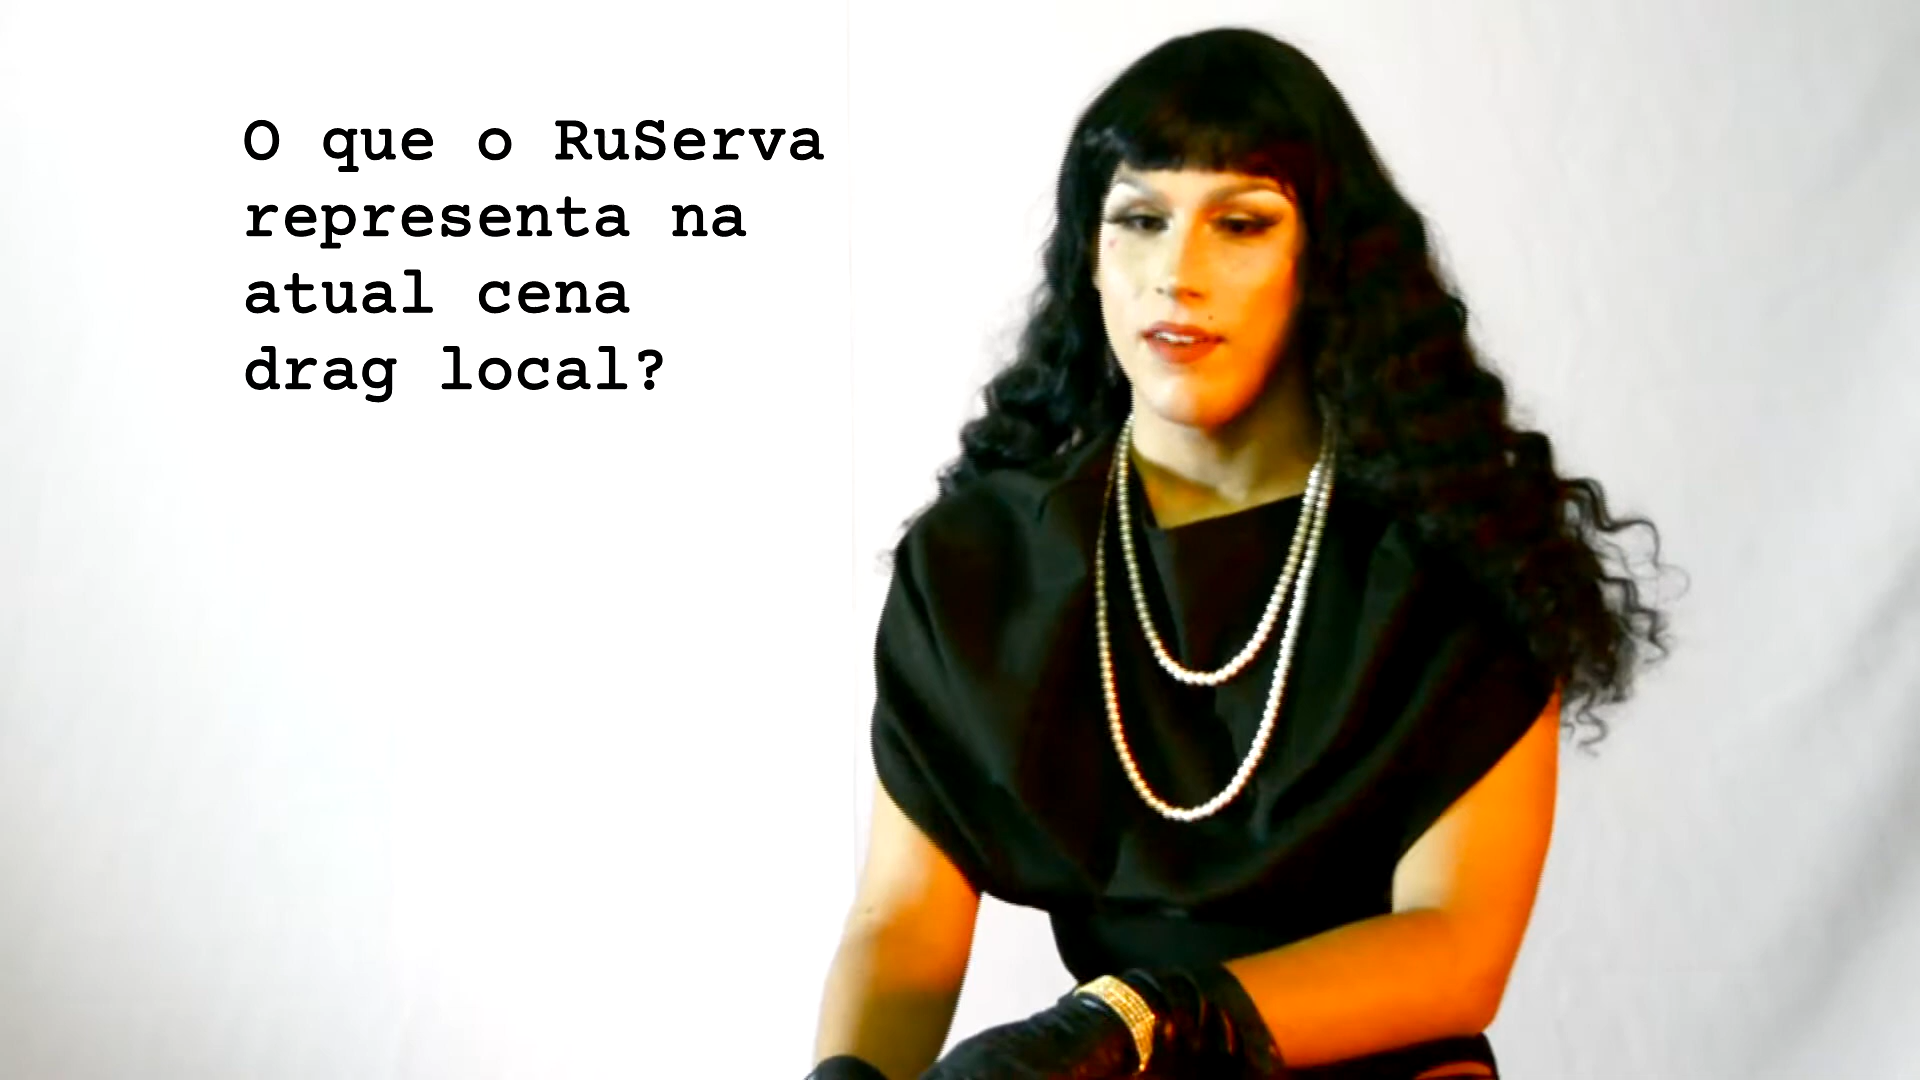 O que o RuServa
representa na
atual cena
drag local?